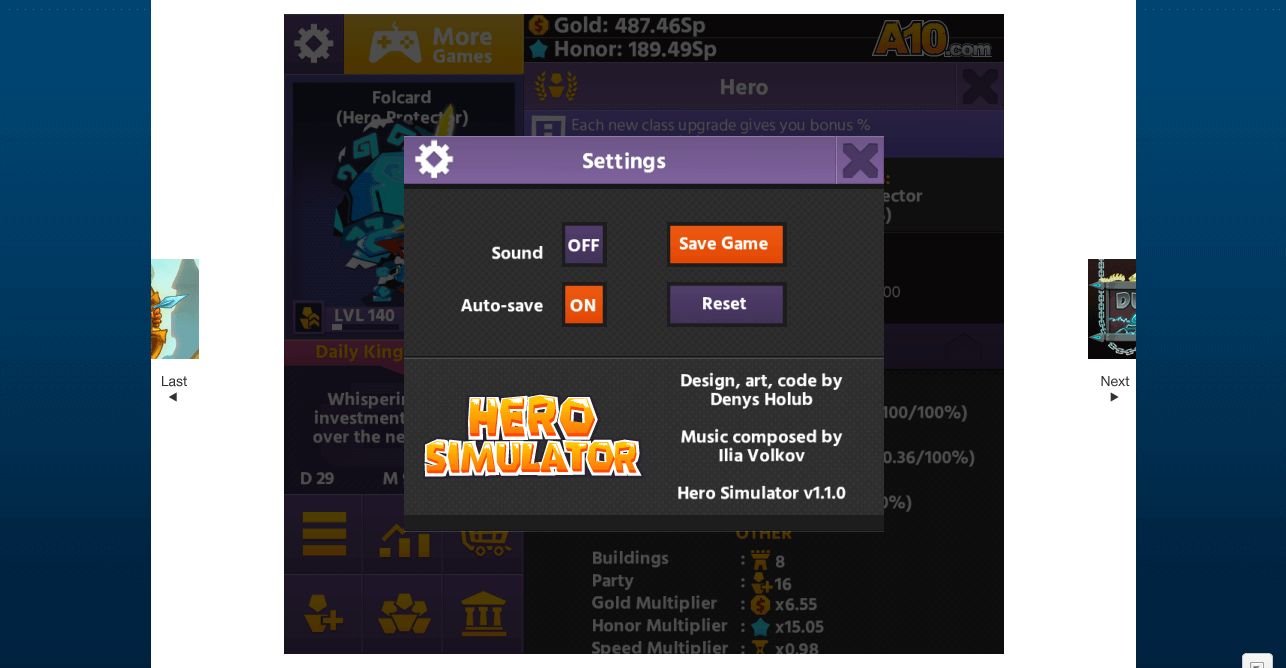 More
Games
Gold: 487.46Sp
Honor: 189.49Sp
A10.com
Folcard
(Hero Protector)
Hero
Each new class upgrade gives you bonus %
Settings
ector
)
Sound
OFF
Save Game
Auto-save
ON
Reset
00
LVL 140
Daily King
Whisperin
investment
over the ne
D 29
M
HERO
SIMULATOR
Design, art, code by
Denys Holub
Music composed by
Ilia Volkov
Hero Simulator v1.1.0
100/100%)
0.36/100%)
%)
OTHER
Buildings : 8
Party : 16
Gold Multiplier : x6.55
Honor Multiplier : x15.05
Speed Multiplier : x0.98
Last
Next
DU